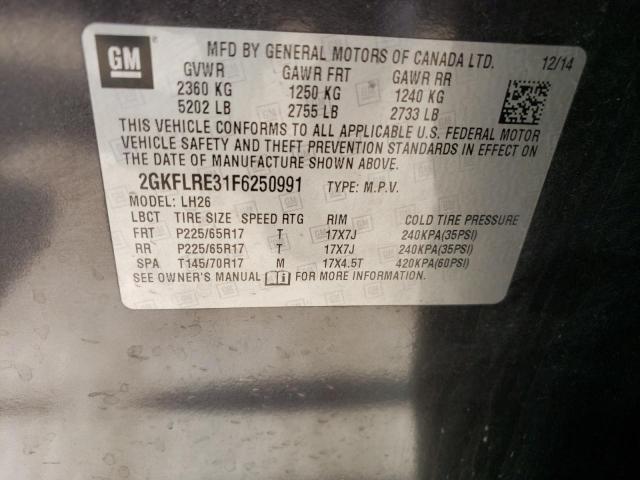 GM
MFD BY GENERAL MOTORS OF CANADA LTD. 12/14
GVWR GAWR FRT GAWR RR
2360 KG 1250 KG 1240 KG
5202 LB 2755 LB 2733 LB
THIS VEHICLE CONFORMS TO ALL APPLICABLE U.S. FEDERAL MOTOR
VEHICLE SAFETY AND THEFT PREVENTION STANDARDS IN EFFECT ON
THE DATE OF MANUFACTURE SHOWN ABOVE.
2GKFLRE31F6250991 TYPE: M.P.V.
MODEL: LH26
LBCT TIRE SIZE SPEED RTG RIM COLD TIRE PRESSURE
FRT P225/65R17 T 17X7J 240KPA(35PSI)
RR P225/65R17 T 17X7J 240KPA(35PSI)
SPA T145/70R17 M 17X4.5T 420KPA(60PSI)
SEE OWNER'S MANUAL FOR MORE INFORMATION.